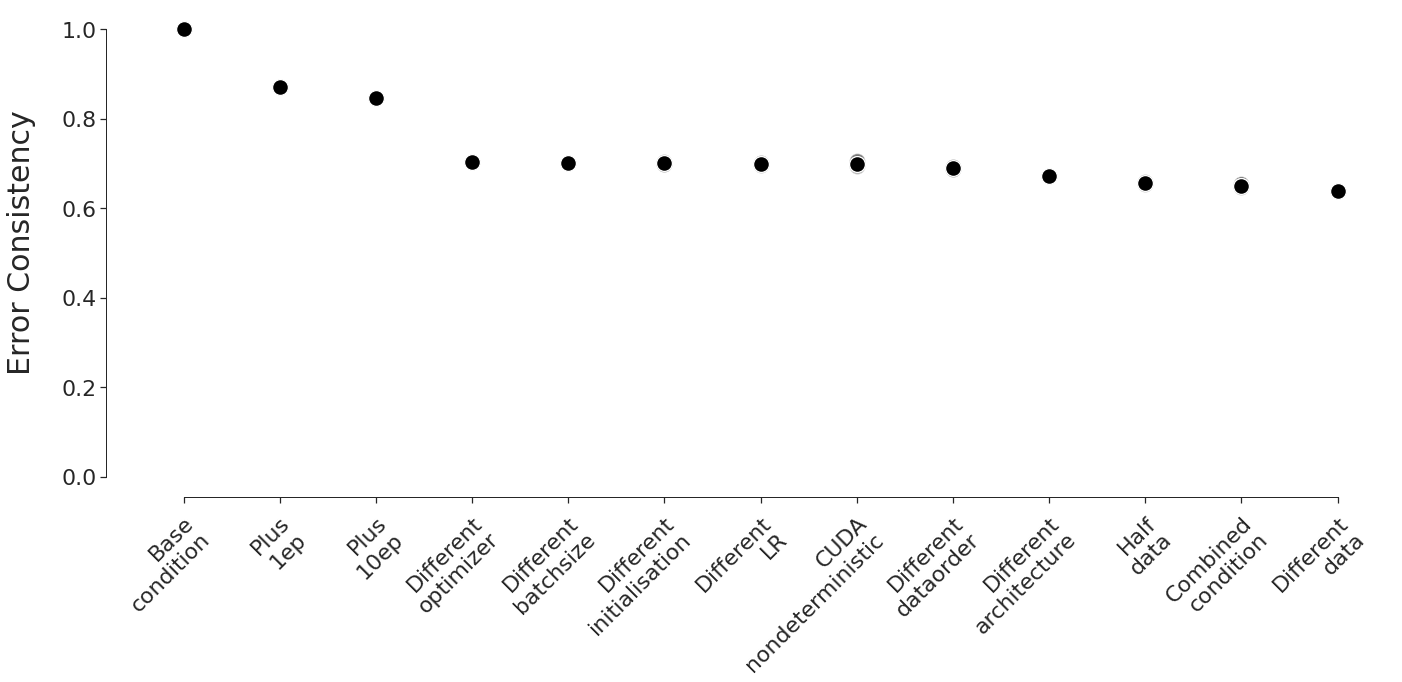 Error Consistency
1.0
0.8
0.6
0.4
0.2
0.0
Base
condition
Plus
1ep
Plus
10ep
Different
optimizer
Different
batchsize
Different
initialisation
Different
LR
CUDA
nondeterministic
Different
dataorder
Different
architecture
Half
data
Combined
condition
Different
data